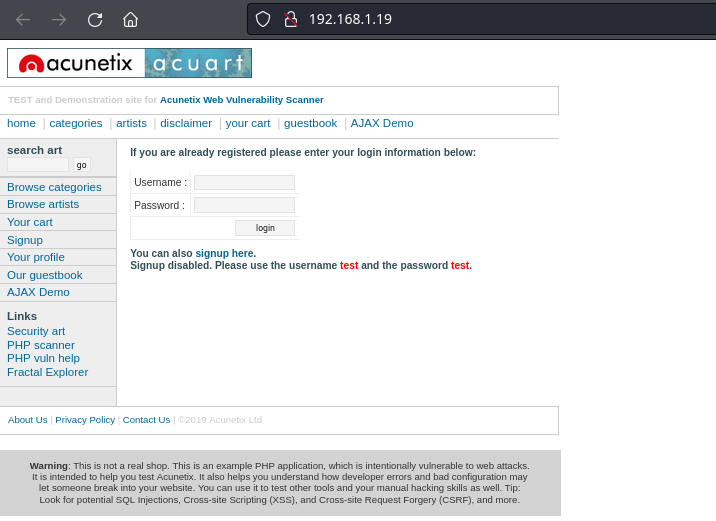 192.168.1.19
acunetix acuart
TEST and Demonstration site for Acunetix Web Vulnerability Scanner
home | categories | artists | disclaimer | your cart | guestbook | AJAX Demo
search art
go
Browse categories
Browse artists
Your cart
Signup
Your profile
Our guestbook
AJAX Demo
Links
Security art
PHP scanner
PHP vuln help
Fractal Explorer
If you are already registered please enter your login information below:
Username :
Password :
login
You can also signup here.
Signup disabled. Please use the username test and the password test.
About Us | Privacy Policy | Contact Us | ©2019 Acunetix Ltd
Warning: This is not a real shop. This is an example PHP application, which is intentionally vulnerable to web attacks.
It is intended to help you test Acunetix. It also helps you understand how developer errors and bad configuration may
let someone break into your website. You can use it to test other tools and your manual hacking skills as well. Tip:
Look for potential SQL Injections, Cross-site Scripting (XSS), and Cross-site Request Forgery (CSRF), and more.